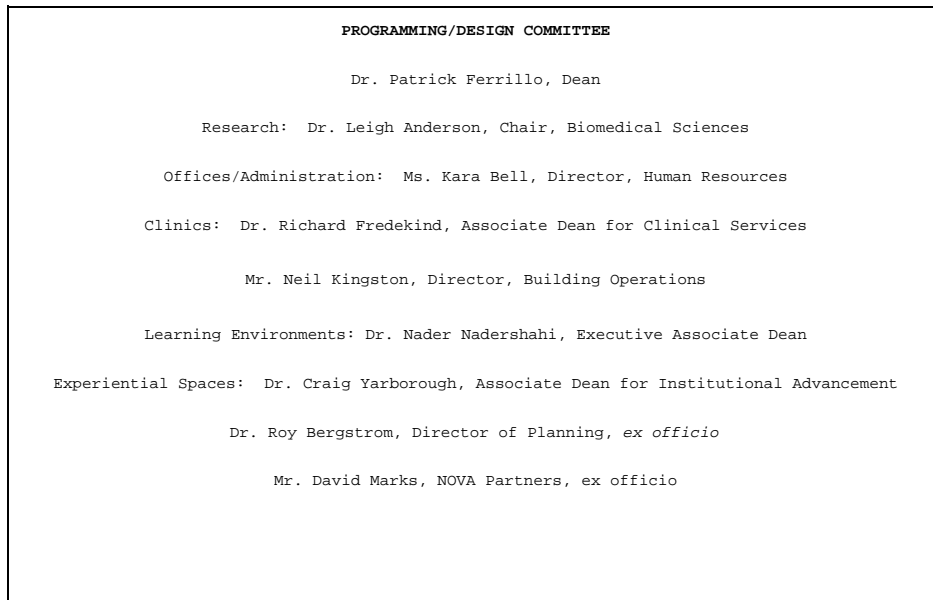 PROGRAMMING/DESIGN COMMITTEE
Dr. Patrick Ferrillo, Dean
Research:  Dr. Leigh Anderson, Chair, Biomedical Sciences
Offices/Administration:  Ms. Kara Bell, Director, Human Resources
Clinics:  Dr. Richard Fredekind, Associate Dean for Clinical Services
Mr. Neil Kingston, Director, Building Operations
Learning Environments: Dr. Nader Nadershahi, Executive Associate Dean
Experiential Spaces:  Dr. Craig Yarborough, Associate Dean for Institutional Advancement
Dr. Roy Bergstrom, Director of Planning, ex officio
Mr. David Marks, NOVA Partners, ex officio